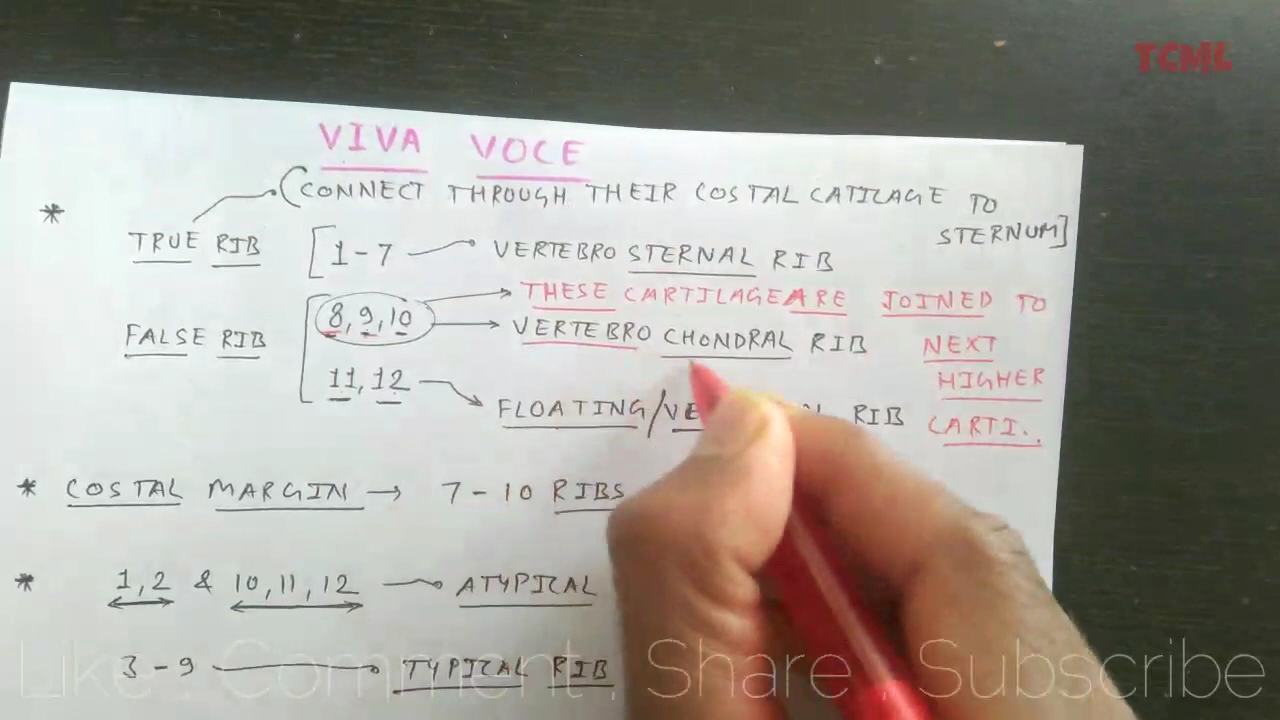 TCML
VIVA VOCE
* (CONNECT THROUGH THEIR COSTAL CATILAGE TO STERNUM]
TRUE RIB [1-7 VERTEBRO STERNAL RIB
THESE CARTILAGE ARE JOINED TO NEXT HIGHER CARTI..
FALSE RIB [8, 9, 10 → VERTEBRO CHONDRAL RIB
11, 12 → FLOATING/ RIB
* COSTAL MARGIN → 7-10 RIBS
* 1, 2 & 10, 11, 12 ATYPICAL
3-9 TYPICAL RIB
Like . Comment . Share . Subscribe